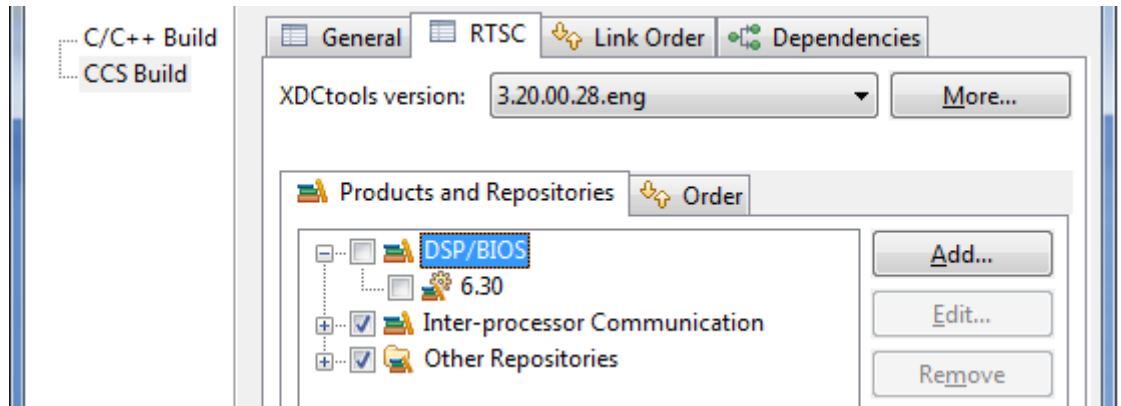 C/C++ Build
CCS Build
General RTSC Link Order Dependencies
XDCtools version: 3.20.00.28.eng More...
Products and Repositories Order
DSP/BIOS
6.30
Inter-processor Communication
Other Repositories
Add...
Edit...
Remove